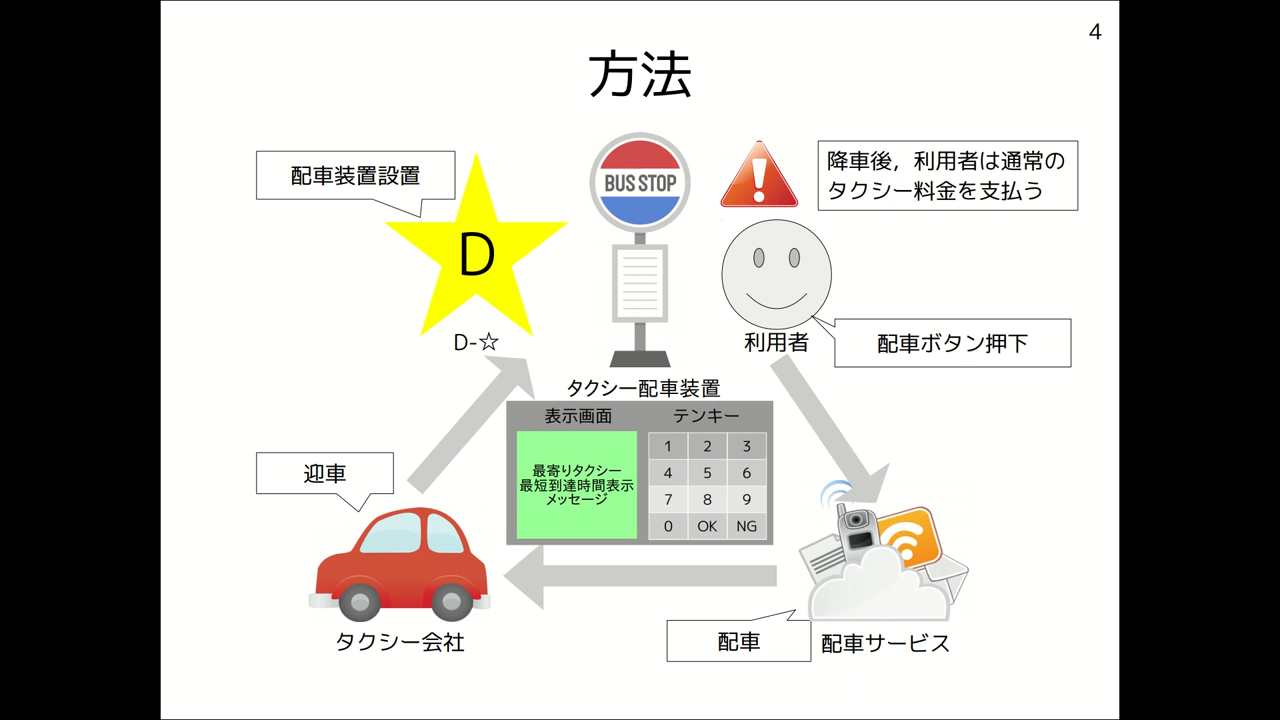 4
方法
配車装置設置
BUS STOP
降車後，利用者は通常の
タクシー料金を支払う
D
D-☆
利用者
配車ボタン押下
タクシー配車装置
表示画面
テンキー
最寄りタクシー
最短到達時間表示
メッセージ
1 2 3
4 5 6
7 8 9
0 OK NG
迎車
タクシー会社
配車
配車サービス